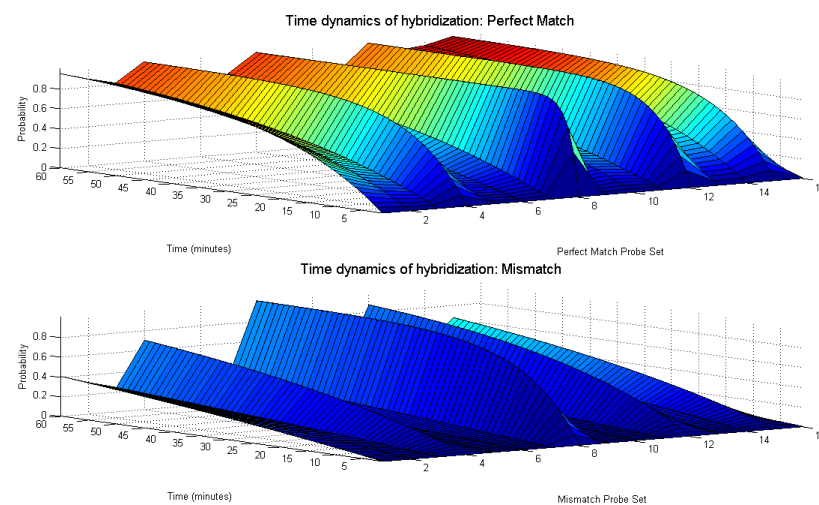 Time dynamics of hybridization: Perfect Match
Probability
0.8
0.6
0.4
0.2
0
60 55 50 45 40 35 30 25 20 15 10 5
2 4 6 8 10 12 14 1
Time (minutes)
Perfect Match Probe Set
Time dynamics of hybridization: Mismatch
Probability
0.8
0.6
0.4
0.2
0
60 55 50 45 40 35 30 25 20 15 10 5
2 4 6 8 10 12 14 1
Time (minutes)
Mismatch Probe Set